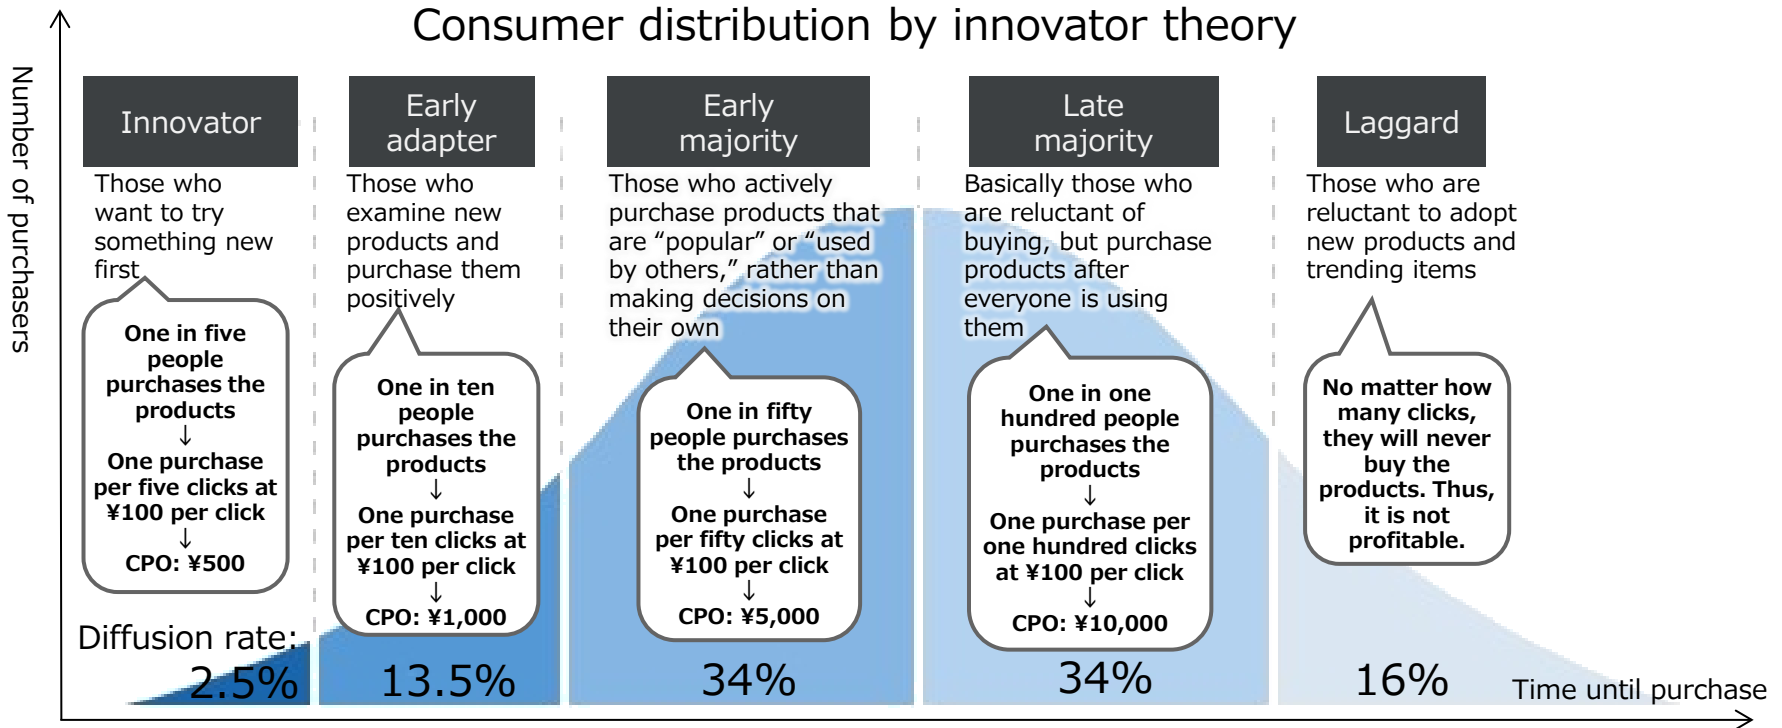 Consumer distribution by innovator theory
Number of purchasers
Innovator
Those who
want to try
something new
first
One in five
people
purchases the
products
↓
One purchase
per five clicks at
¥100 per click
↓
CPO: ¥500
Early
adapter
Those who
examine new
products and
purchase them
positively
One in ten
people
purchases the
products
↓
One purchase
per ten clicks at
¥100 per click
↓
CPO: ¥1,000
Early
majority
Those who actively
purchase products that
are “popular” or “used
by others,” rather than
making decisions on
their own
One in fifty
people purchases
the products
↓
One purchase
per fifty clicks at
¥100 per click
↓
CPO: ¥5,000
Late
majority
Basically those who
are reluctant of
buying, but purchase
products after
everyone is using
them
One in one
hundred people
purchases the
products
↓
One purchase per
one hundred clicks
at ¥100 per click
↓
CPO: ¥10,000
Laggard
Those who are
reluctant to adopt
new products and
trending items
No matter how
many clicks,
they will never
buy the
products. Thus,
it is not
profitable.
Diffusion rate:
2.5%
13.5%
34%
34%
16%
Time until purchase